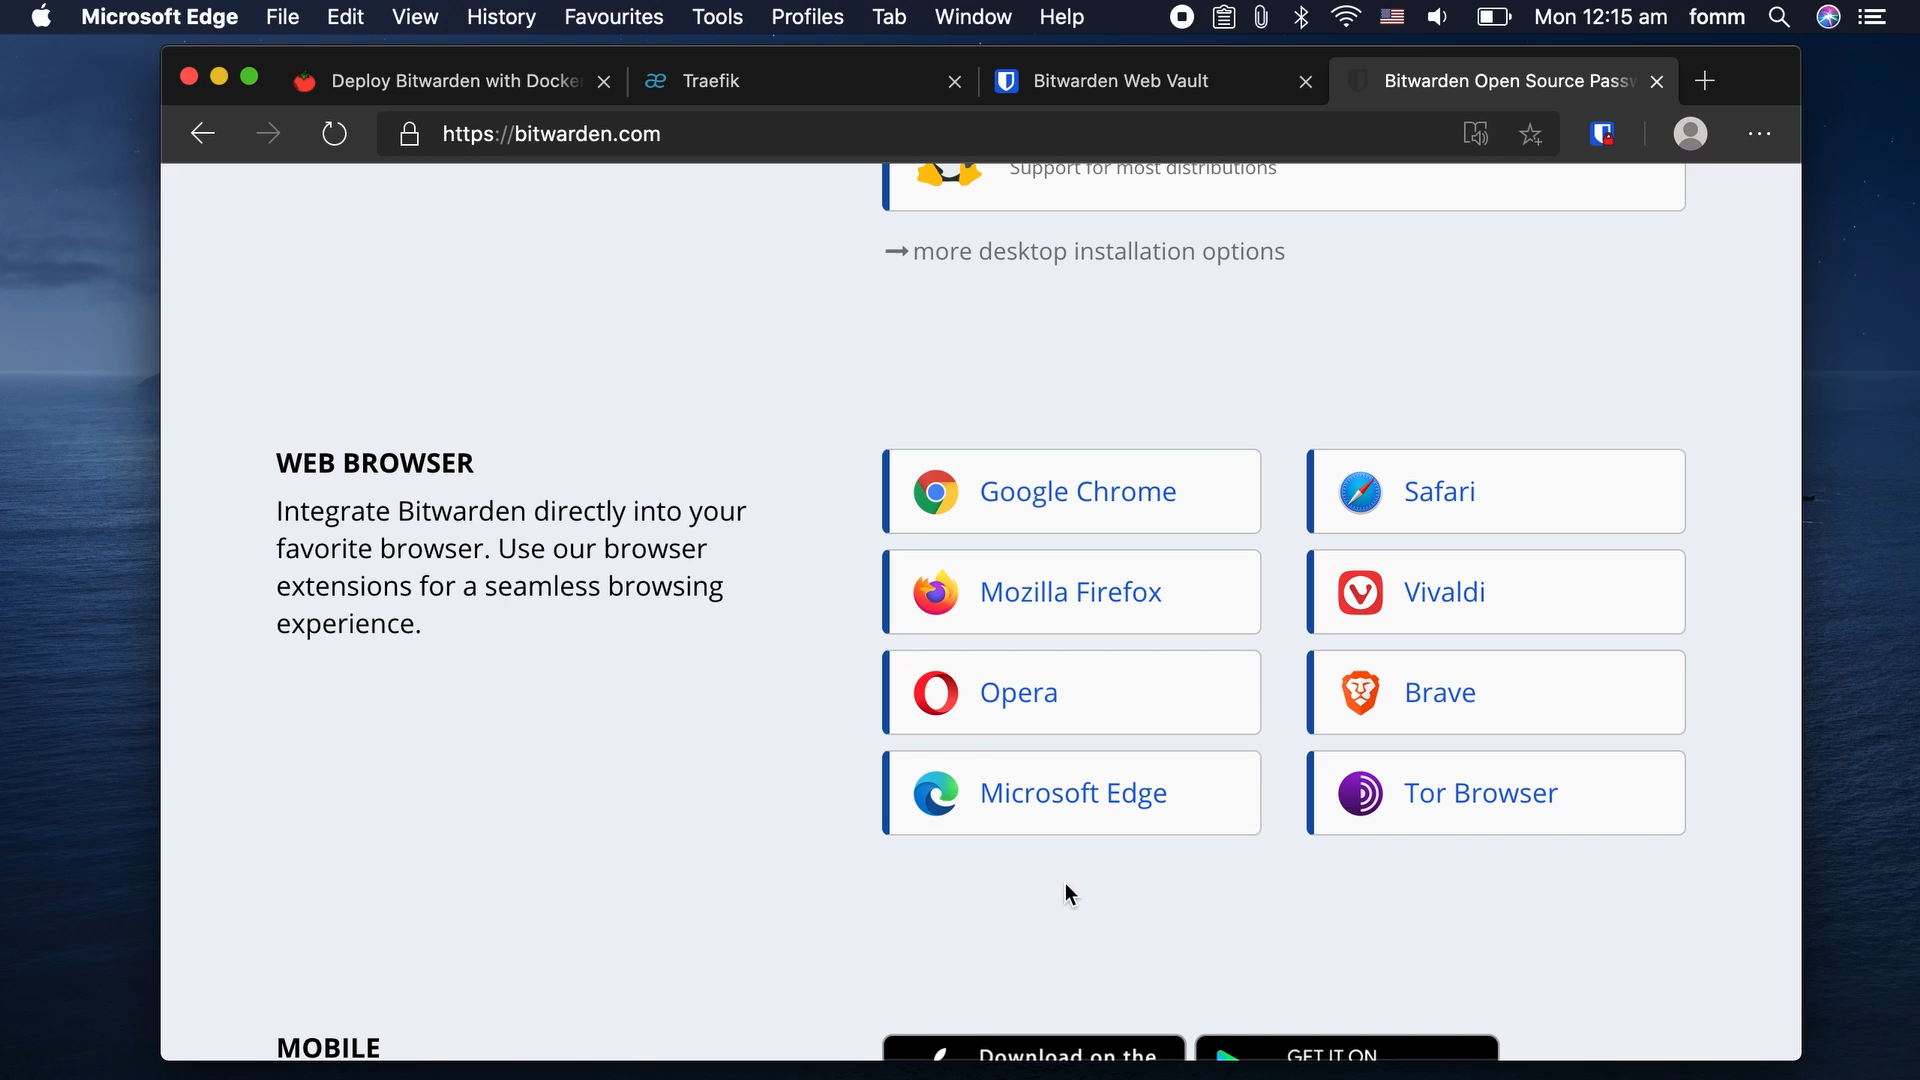 Microsoft Edge File Edit View History Favourites Tools Profiles Tab Window Help Mon 12:15 am fomm
Deploy Bitwarden with Docke Traefik Bitwarden Web Vault Bitwarden Open Source Passw
https://bitwarden.com
Support for most distributions
→ more desktop installation options
WEB BROWSER
Integrate Bitwarden directly into your
favorite browser. Use our browser
extensions for a seamless browsing
experience.
Google Chrome Safari
Mozilla Firefox Vivaldi
Opera Brave
Microsoft Edge Tor Browser
MOBILE
Download on the GET IT ON